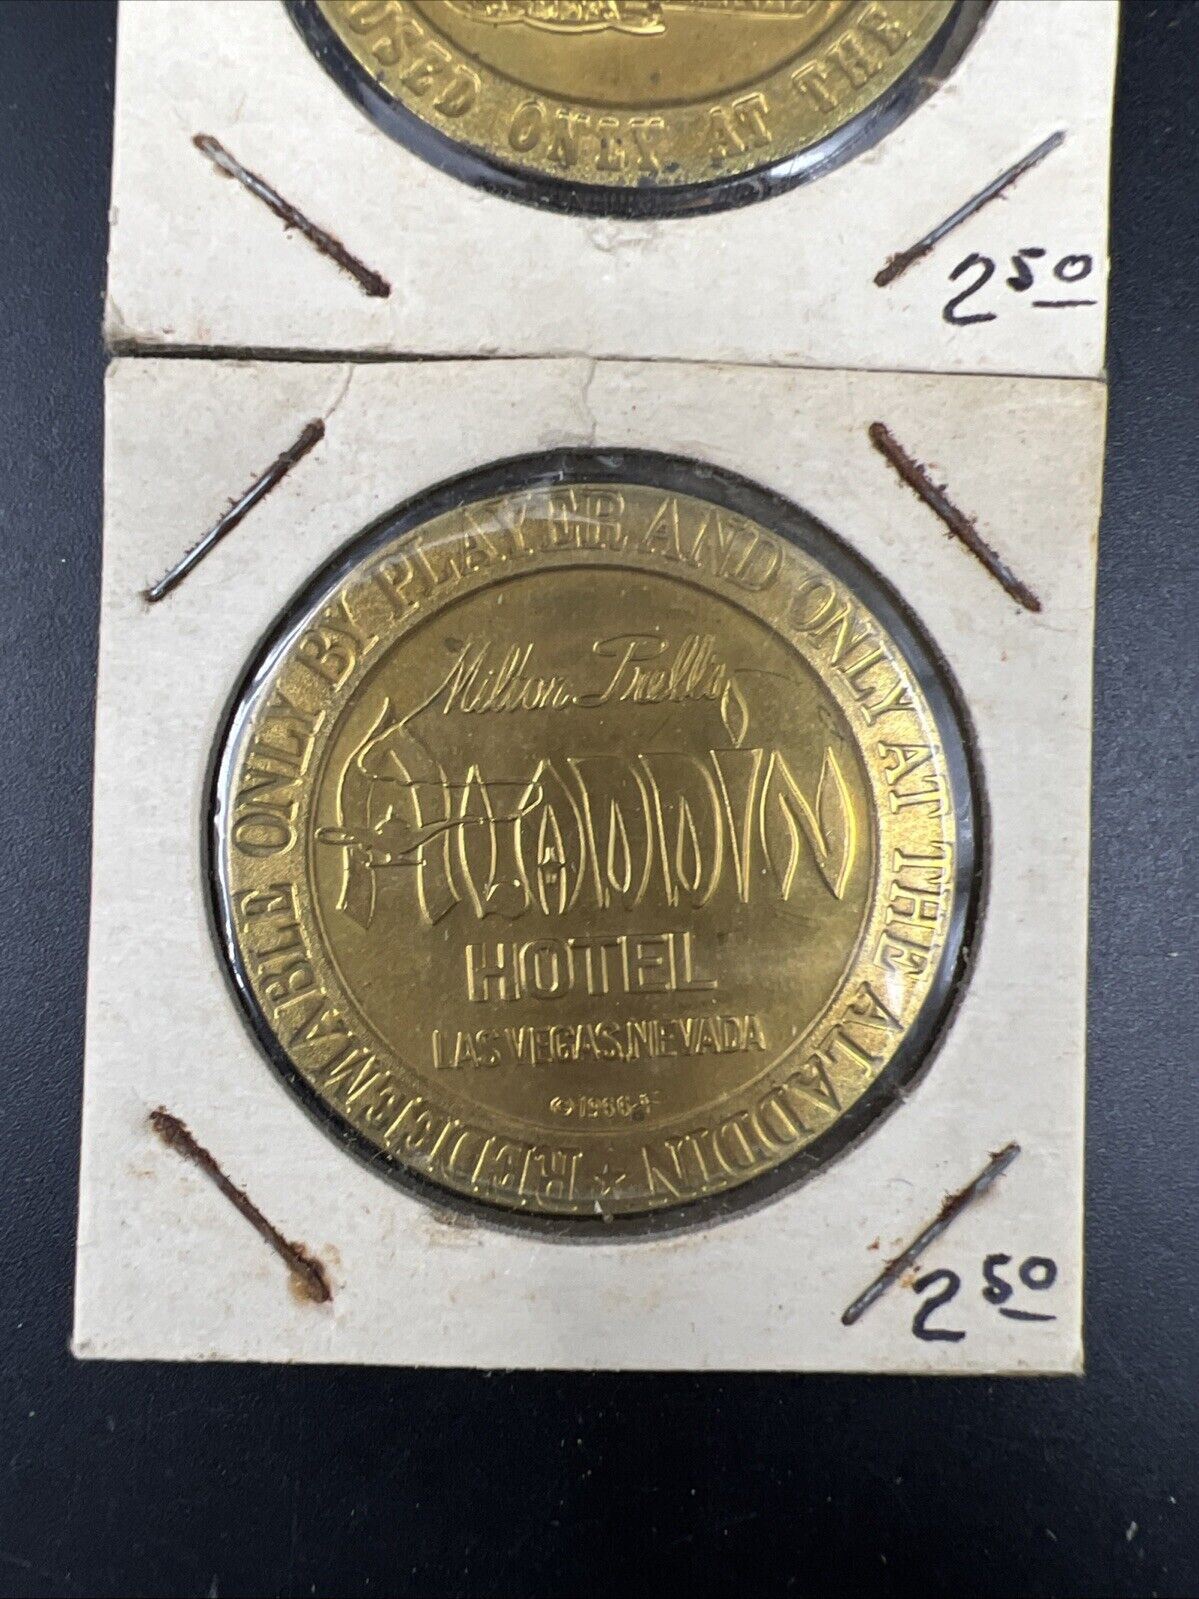 USED ONLY AT THE
2 50
REDEEMABLE ONLY BY PLAYER AND ONLY AT THE ALADDIN ★
Milton Prell's
ALADDIN
HOTEL
LAS VEGAS, NEVADA
© 1966
2 50